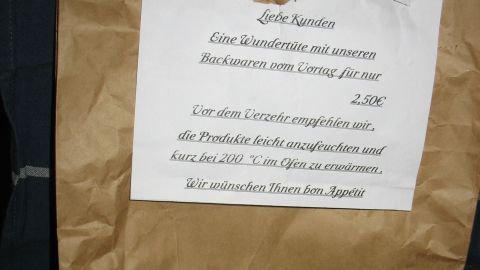 Liebe Kunden
Eine Wundertüte mit unseren
Backwaren vom Vortag für nur
2,50€
Vor dem Verzehr empfehlen wir,
die Produkte leicht anzufeuchten und
kurz bei 200 °C im Ofen zu erwärmen.
Wir wünschen Ihnen bon Appétit